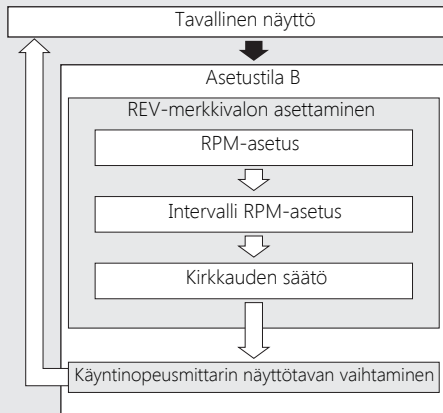 Tavallinen näyttö
Asetustila B
REV-merkkivalon asettaminen
RPM-asetus
Intervalli RPM-asetus
Kirkkauden säätö
Käyntinopeusmittarin näyttötavan vaihtaminen